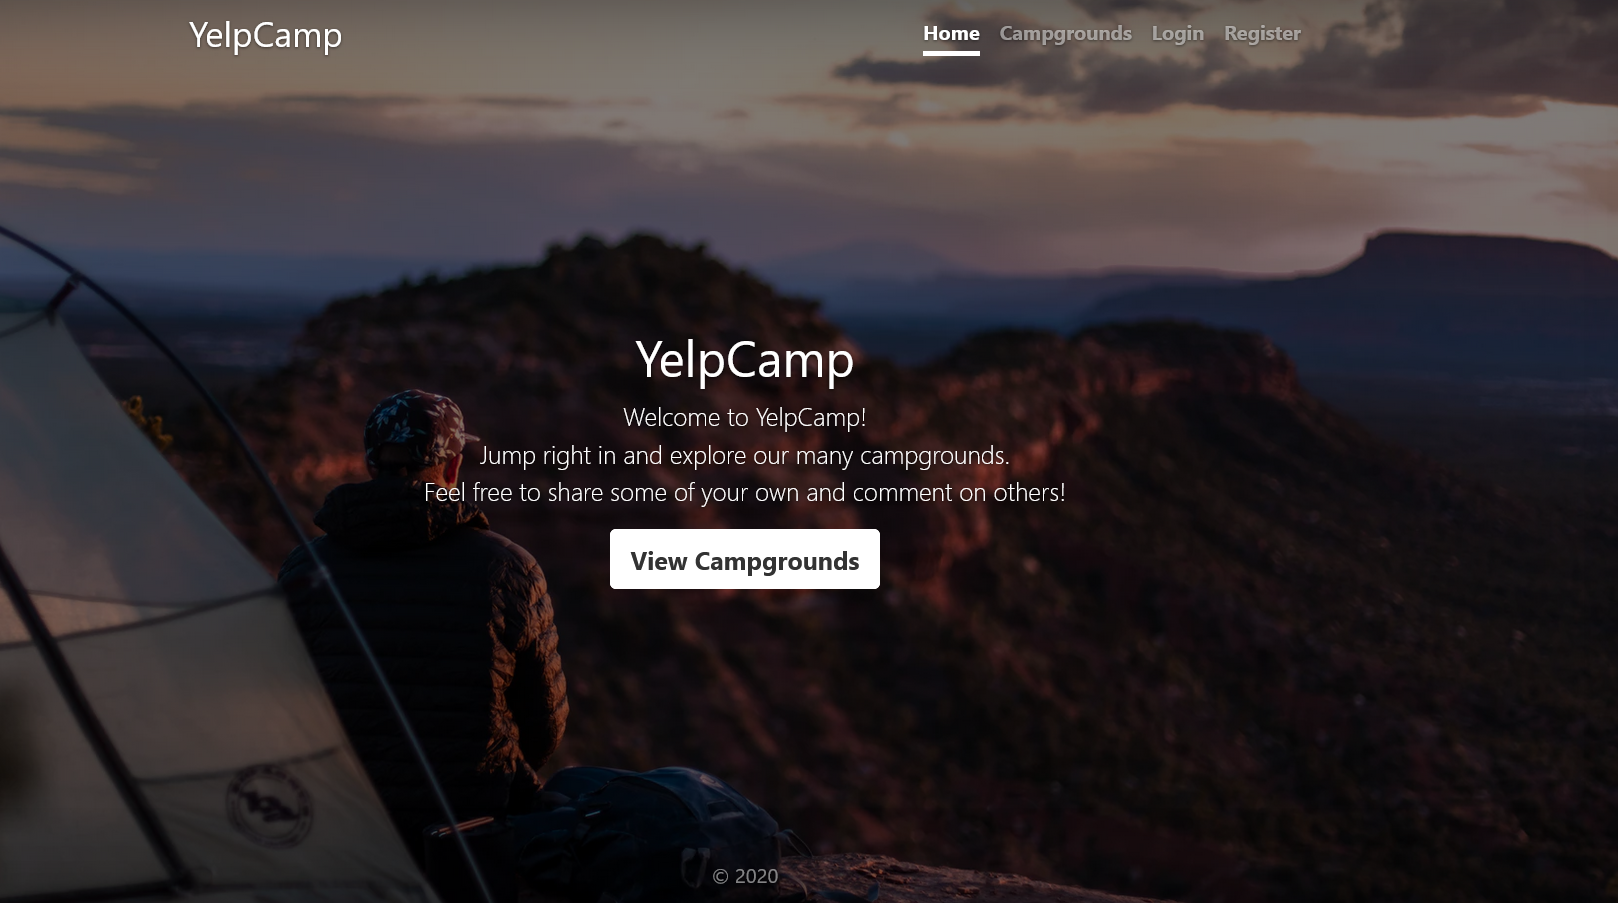 YelpCamp
Home Campgrounds Login Register
YelpCamp
Welcome to YelpCamp!
Jump right in and explore our many campgrounds.
Feel free to share some of your own and comment on others!
View Campgrounds
© 2020